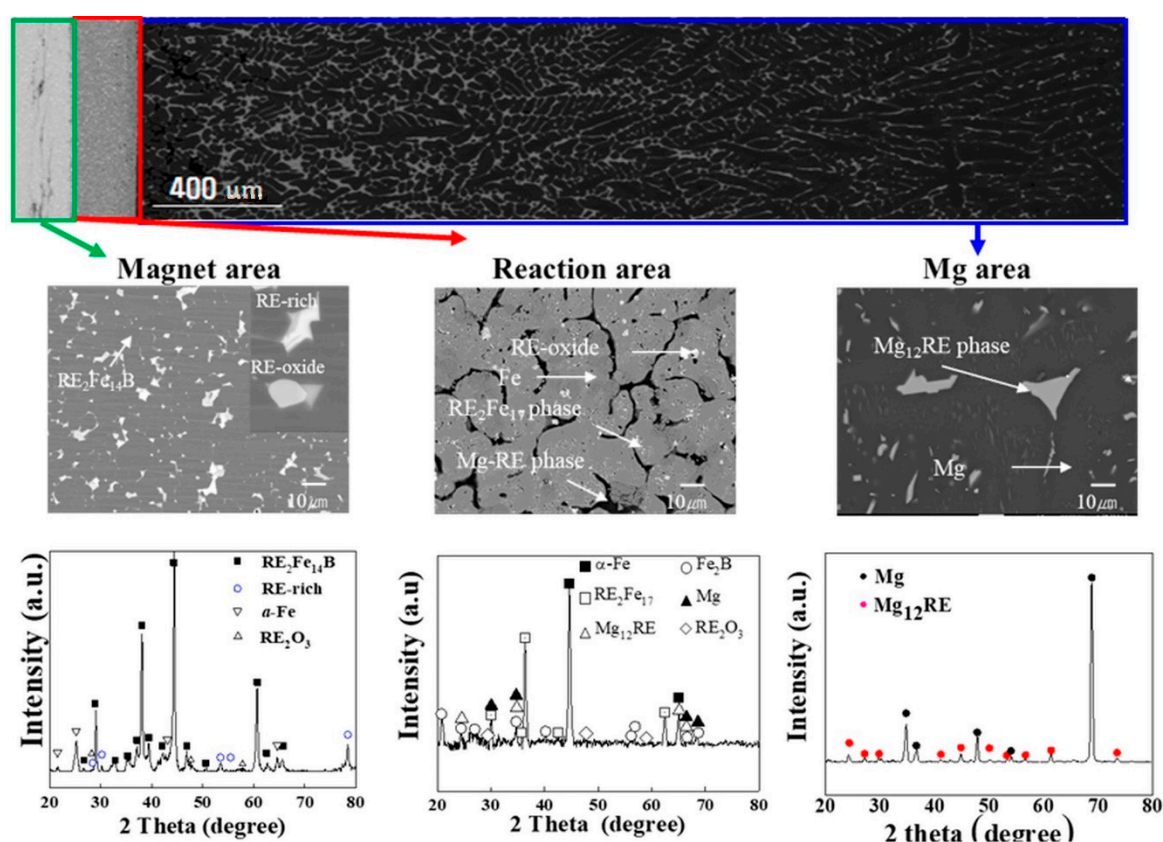 400 um
Magnet area
Reaction area
Mg area
RE-rich
RE₂Fe₁₄B
RE-oxide
10㎛
RE-oxide
Fe
RE₂Fe₁₇ phase
Mg-RE phase
10㎛
Mg₁₂RE phase
Mg
10㎛
Intensity (a.u.)
RE₂Fe₁₄B
RE-rich
a-Fe
RE₂O₃
20 30 40 50 60 70 80
2 Theta (degree)
Intensity (a.u)
α-Fe Fe₂B
RE₂Fe₁₇ Mg
Mg₁₂RE RE₂O₃
20 30 40 50 60 70 80
2 Theta (degree)
Intensity (a.u.)
Mg
Mg₁₂RE
20 30 40 50 60 70 80
2 theta (degree)